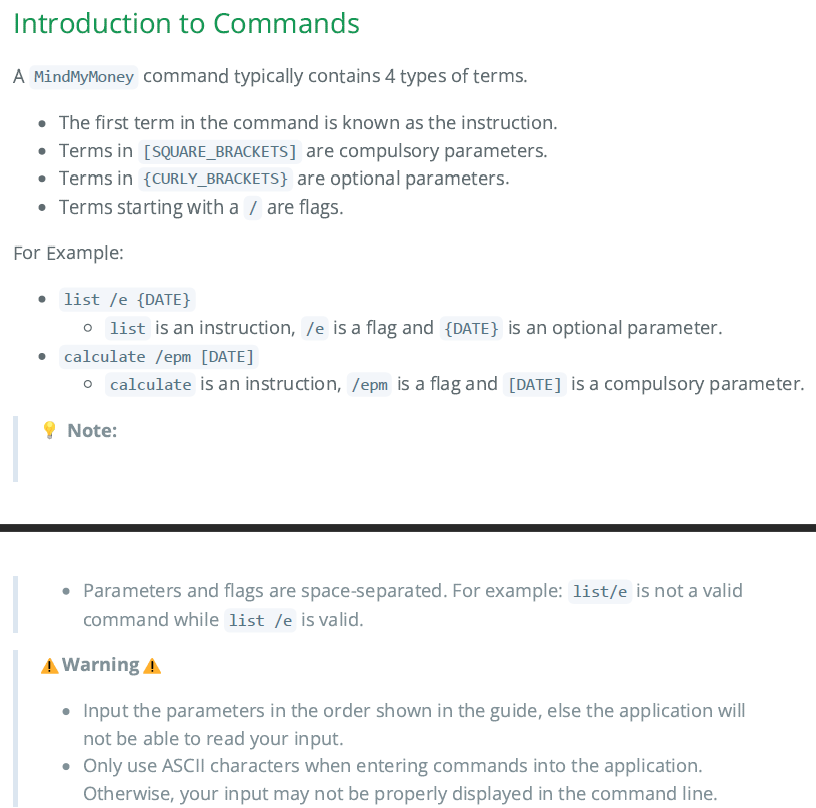 Introduction to Commands
A MindMyMoney command typically contains 4 types of terms.
• The first term in the command is known as the instruction.
• Terms in [SQUARE_BRACKETS] are compulsory parameters.
• Terms in {CURLY_BRACKETS} are optional parameters.
• Terms starting with a / are flags.
For Example:
• list /e {DATE}
○ list is an instruction, /e is a flag and {DATE} is an optional parameter.
• calculate /epm [DATE]
○ calculate is an instruction, /epm is a flag and [DATE] is a compulsory parameter.
💡 Note:
• Parameters and flags are space-separated. For example: list/e is not a valid
command while list /e is valid.
⚠️ Warning ⚠️
• Input the parameters in the order shown in the guide, else the application will
not be able to read your input.
• Only use ASCII characters when entering commands into the application.
Otherwise, your input may not be properly displayed in the command line.